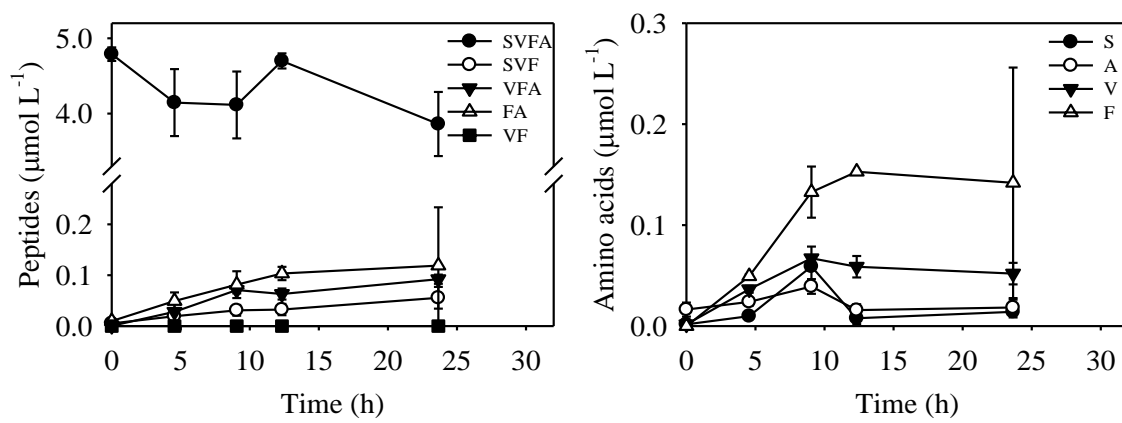 Peptides (µmol L⁻¹)
5.0
4.0
0.2
0.1
0.0
SVFA
SVF
VFA
FA
VF
0 5 10 15 20 25 30
Time (h)
Amino acids (µmol L⁻¹)
0.3
0.2
0.1
0.0
S
A
V
F
0 5 10 15 20 25 30
Time (h)